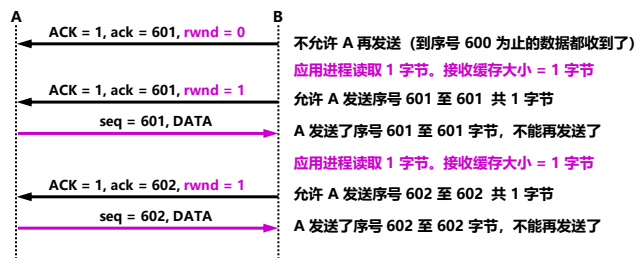 A B
ACK = 1, ack = 601, rwnd = 0
不允许 A 再发送（到序号 600 为止的数据都收到了）
应用进程读取 1 字节。接收缓存大小 = 1 字节
ACK = 1, ack = 601, rwnd = 1
允许 A 发送序号 601 至 601 共 1 字节
seq = 601, DATA
A 发送了序号 601 至 601 字节，不能再发送了
应用进程读取 1 字节。接收缓存大小 = 1 字节
ACK = 1, ack = 602, rwnd = 1
允许 A 发送序号 602 至 602 共 1 字节
seq = 602, DATA
A 发送了序号 602 至 602 字节，不能再发送了